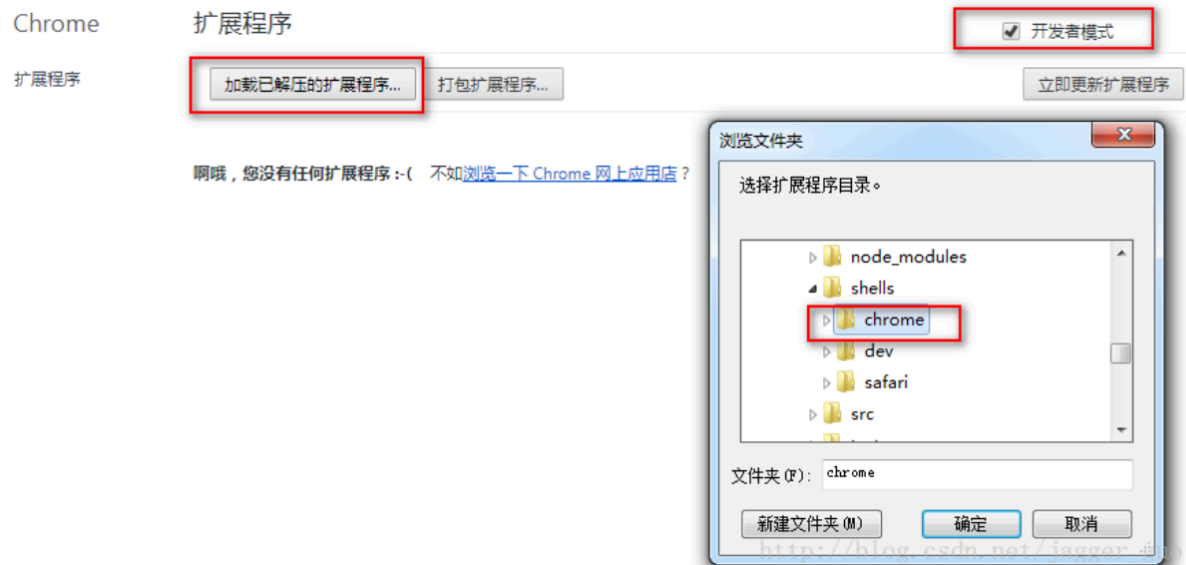 Chrome
扩展程序
开发者模式
扩展程序
加载已解压的扩展程序...
打包扩展程序...
立即更新扩展程序
啊哦，您没有任何扩展程序 :-( 不如浏览一下 Chrome 网上应用店？
浏览文件夹
选择扩展程序目录。
node_modules
shells
chrome
dev
safari
src
文件夹(F): chrome
新建文件夹(M)
确定
取消
http://blog.csdn.net/jagger_guo